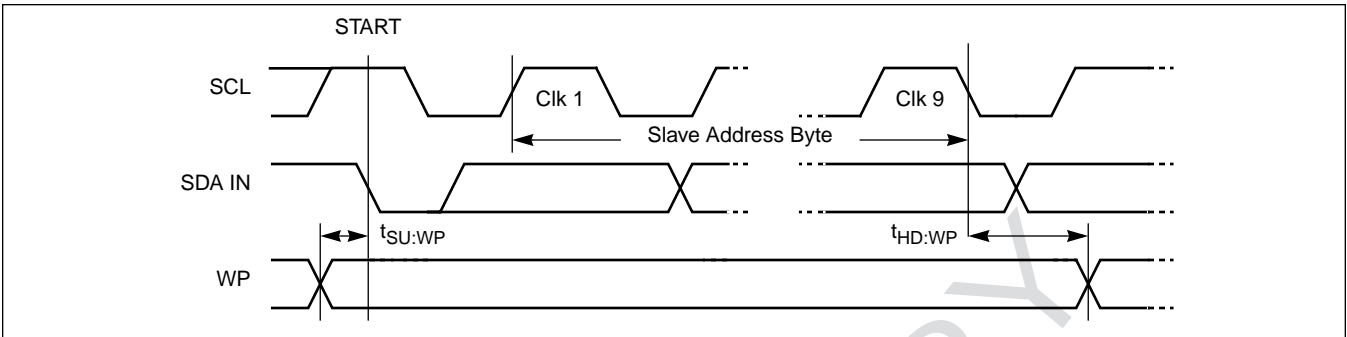 START
SCL
Clk 1
Clk 9
Slave Address Byte
SDA IN
tSU:WP
tHD:WP
WP